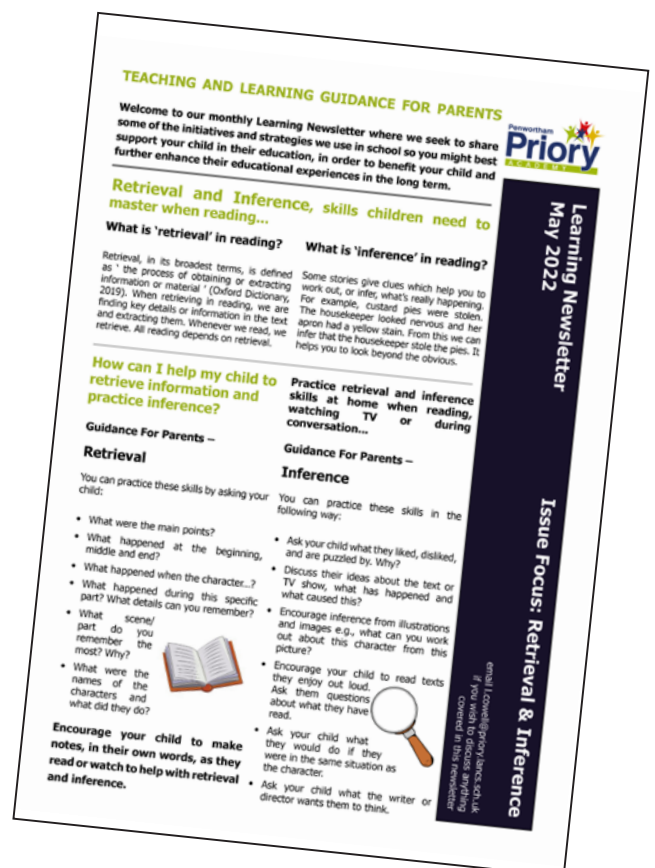 TEACHING AND LEARNING GUIDANCE FOR PARENTS
Welcome to our monthly Learning Newsletter where we seek to share
some of the initiatives and strategies we use in school so you might best
support your child in their education, in order to benefit your child and
further enhance their educational experiences in the long term.
Penwortham
Priory
ACADEMY
Retrieval and Inference, skills children need to
master when reading...
What is 'retrieval' in reading?
Retrieval, in its broadest terms, is defined
as ' the process of obtaining or extracting
information or material ' (Oxford Dictionary,
2019). When retrieving in reading, we are
finding key details or information in the text
and extracting them. Whenever we read, we
retrieve. All reading depends on retrieval.
What is 'inference' in reading?
Some stories give clues which help you to
work out, or infer, what's really happening.
For example, custard pies were stolen.
The housekeeper looked nervous and her
apron had a yellow stain. From this we can
infer that the housekeeper stole the pies. It
helps you to look beyond the obvious.
How can I help my child to
retrieve information and
practice inference?
Guidance For Parents –
Retrieval
You can practice these skills by asking your
child:
• What were the main points?
• What happened at the beginning,
middle and end?
• What happened when the character...?
• What happened during this specific
part? What details can you remember?
• What scene/
part do you
remember the
most? Why?
• What were the
names of the
characters and
what did they do?
Encourage your child to make
notes, in their own words, as they
read or watch to help with retrieval
and inference.
Practice retrieval and inference
skills at home when reading,
watching TV or during
conversation...
Guidance For Parents –
Inference
You can practice these skills in the
following way:
• Ask your child what they liked, disliked,
and are puzzled by. Why?
• Discuss their ideas about the text or
TV show, what has happened and
what caused this?
• Encourage inference from illustrations
and images e.g., what can you work
out about this character from this
picture?
• Encourage your child to read texts
they enjoy out loud.
Ask them questions
about what they have
read.
• Ask your child what
they would do if they
were in the same situation as
the character.
• Ask your child what the writer or
director wants them to think.
Learning Newsletter
May 2022
Issue Focus: Retrieval & Inference
email l.cowell@priory.lancs.sch.uk
if you wish to discuss anything
covered in this newsletter